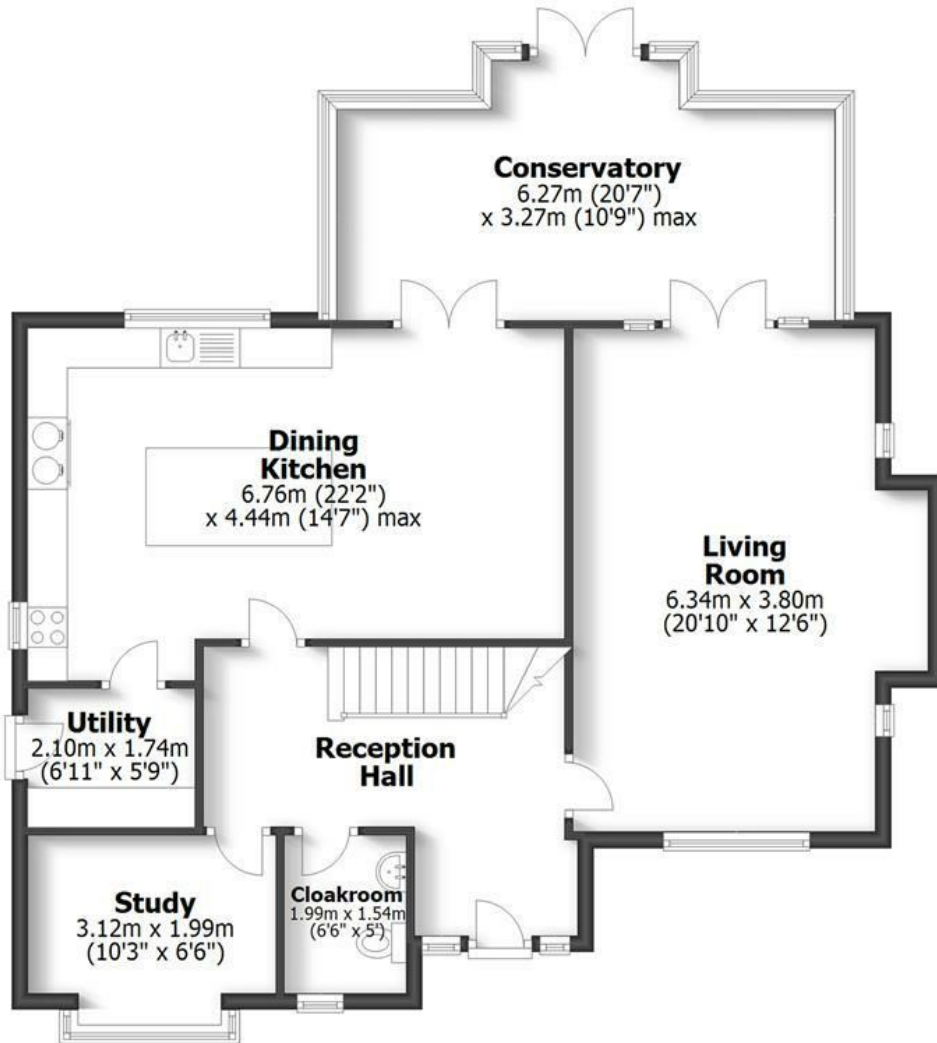 Conservatory
6.27m (20'7")
x 3.27m (10'9") max
Dining
Kitchen
6.76m (22'2")
x 4.44m (14'7") max
Living
Room
6.34m x 3.80m
(20'10" x 12'6")
Utility
2.10m x 1.74m
(6'11" x 5'9")
Reception
Hall
Study
3.12m x 1.99m
(10'3" x 6'6")
Cloakroom
1.99m x 1.54m
(6'6" x 5')